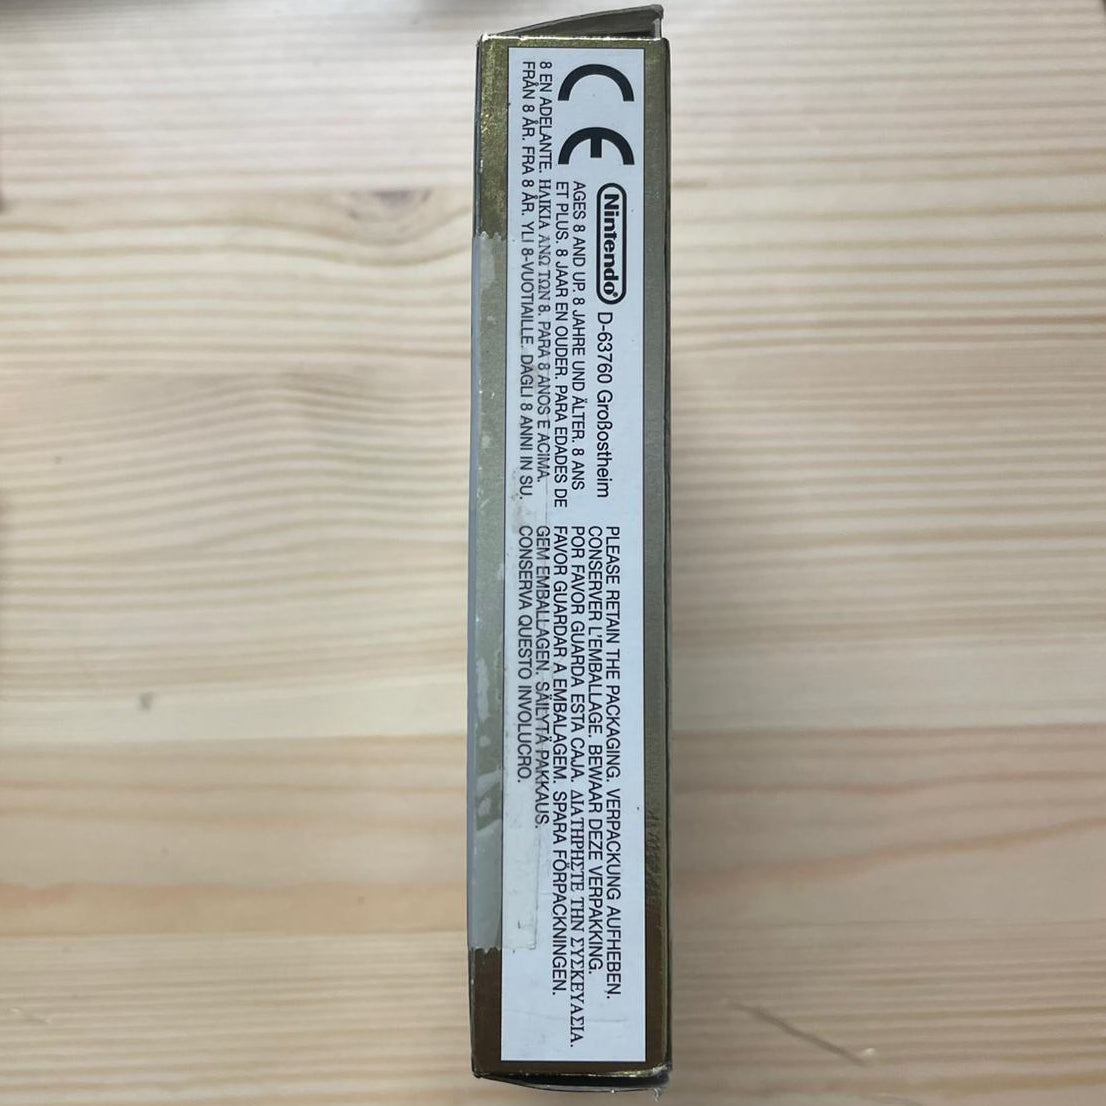 CE
Nintendo® D-63760 Großostheim
AGES 8 AND UP. 8 JAHRE UND ÄLTER. 8 ANS
ET PLUS. 8 JAAR EN OUDER. PARA EDADES DE
8 EN ADELANTE. ΗΛΙΚΙΑ ΑΝΩ ΤΩΝ 8. PARA 8 ANOS E ACIMA.
FRÅN 8 ÅR. FRA 8 ÅR. YLI 8-VUOTIAILLE. DAGLI 8 ANNI IN SU.
PLEASE RETAIN THE PACKAGING. VERPACKUNG AUFHEBEN.
CONSERVER L'EMBALLAGE. BEWAAR DEZE VERPAKKING.
POR FAVOR GUARDA ESTA CAJA. ΔΙΑΤΗΡΗΣΤΕ ΤΗΝ ΣΥΣΚΕΥΑΣΙΑ.
FAVOR GUARDAR A EMBALAGEM. SPARA FÖRPACKNINGEN.
GEM EMBALLAGEN. SÄILYTÄ PAKKAUS.
CONSERVA QUESTO INVOLUCRO.